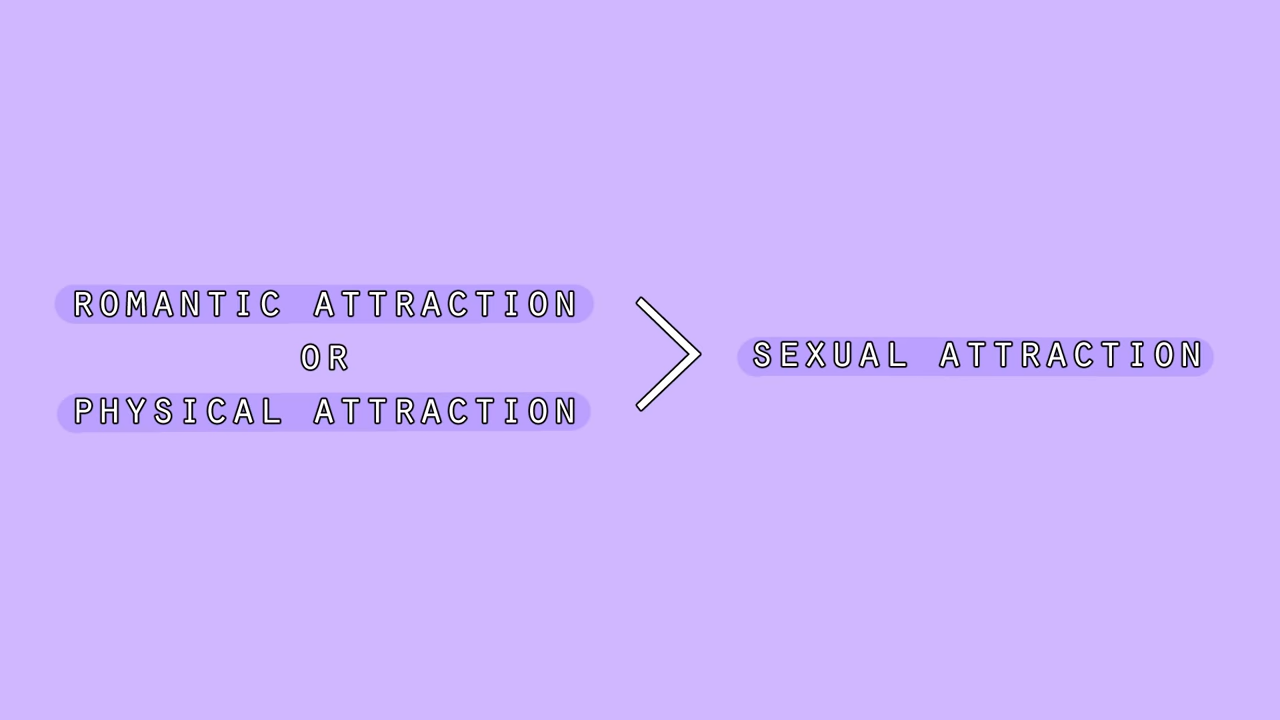 ROMANTIC ATTRACTION
OR
PHYSICAL ATTRACTION
>
SEXUAL ATTRACTION